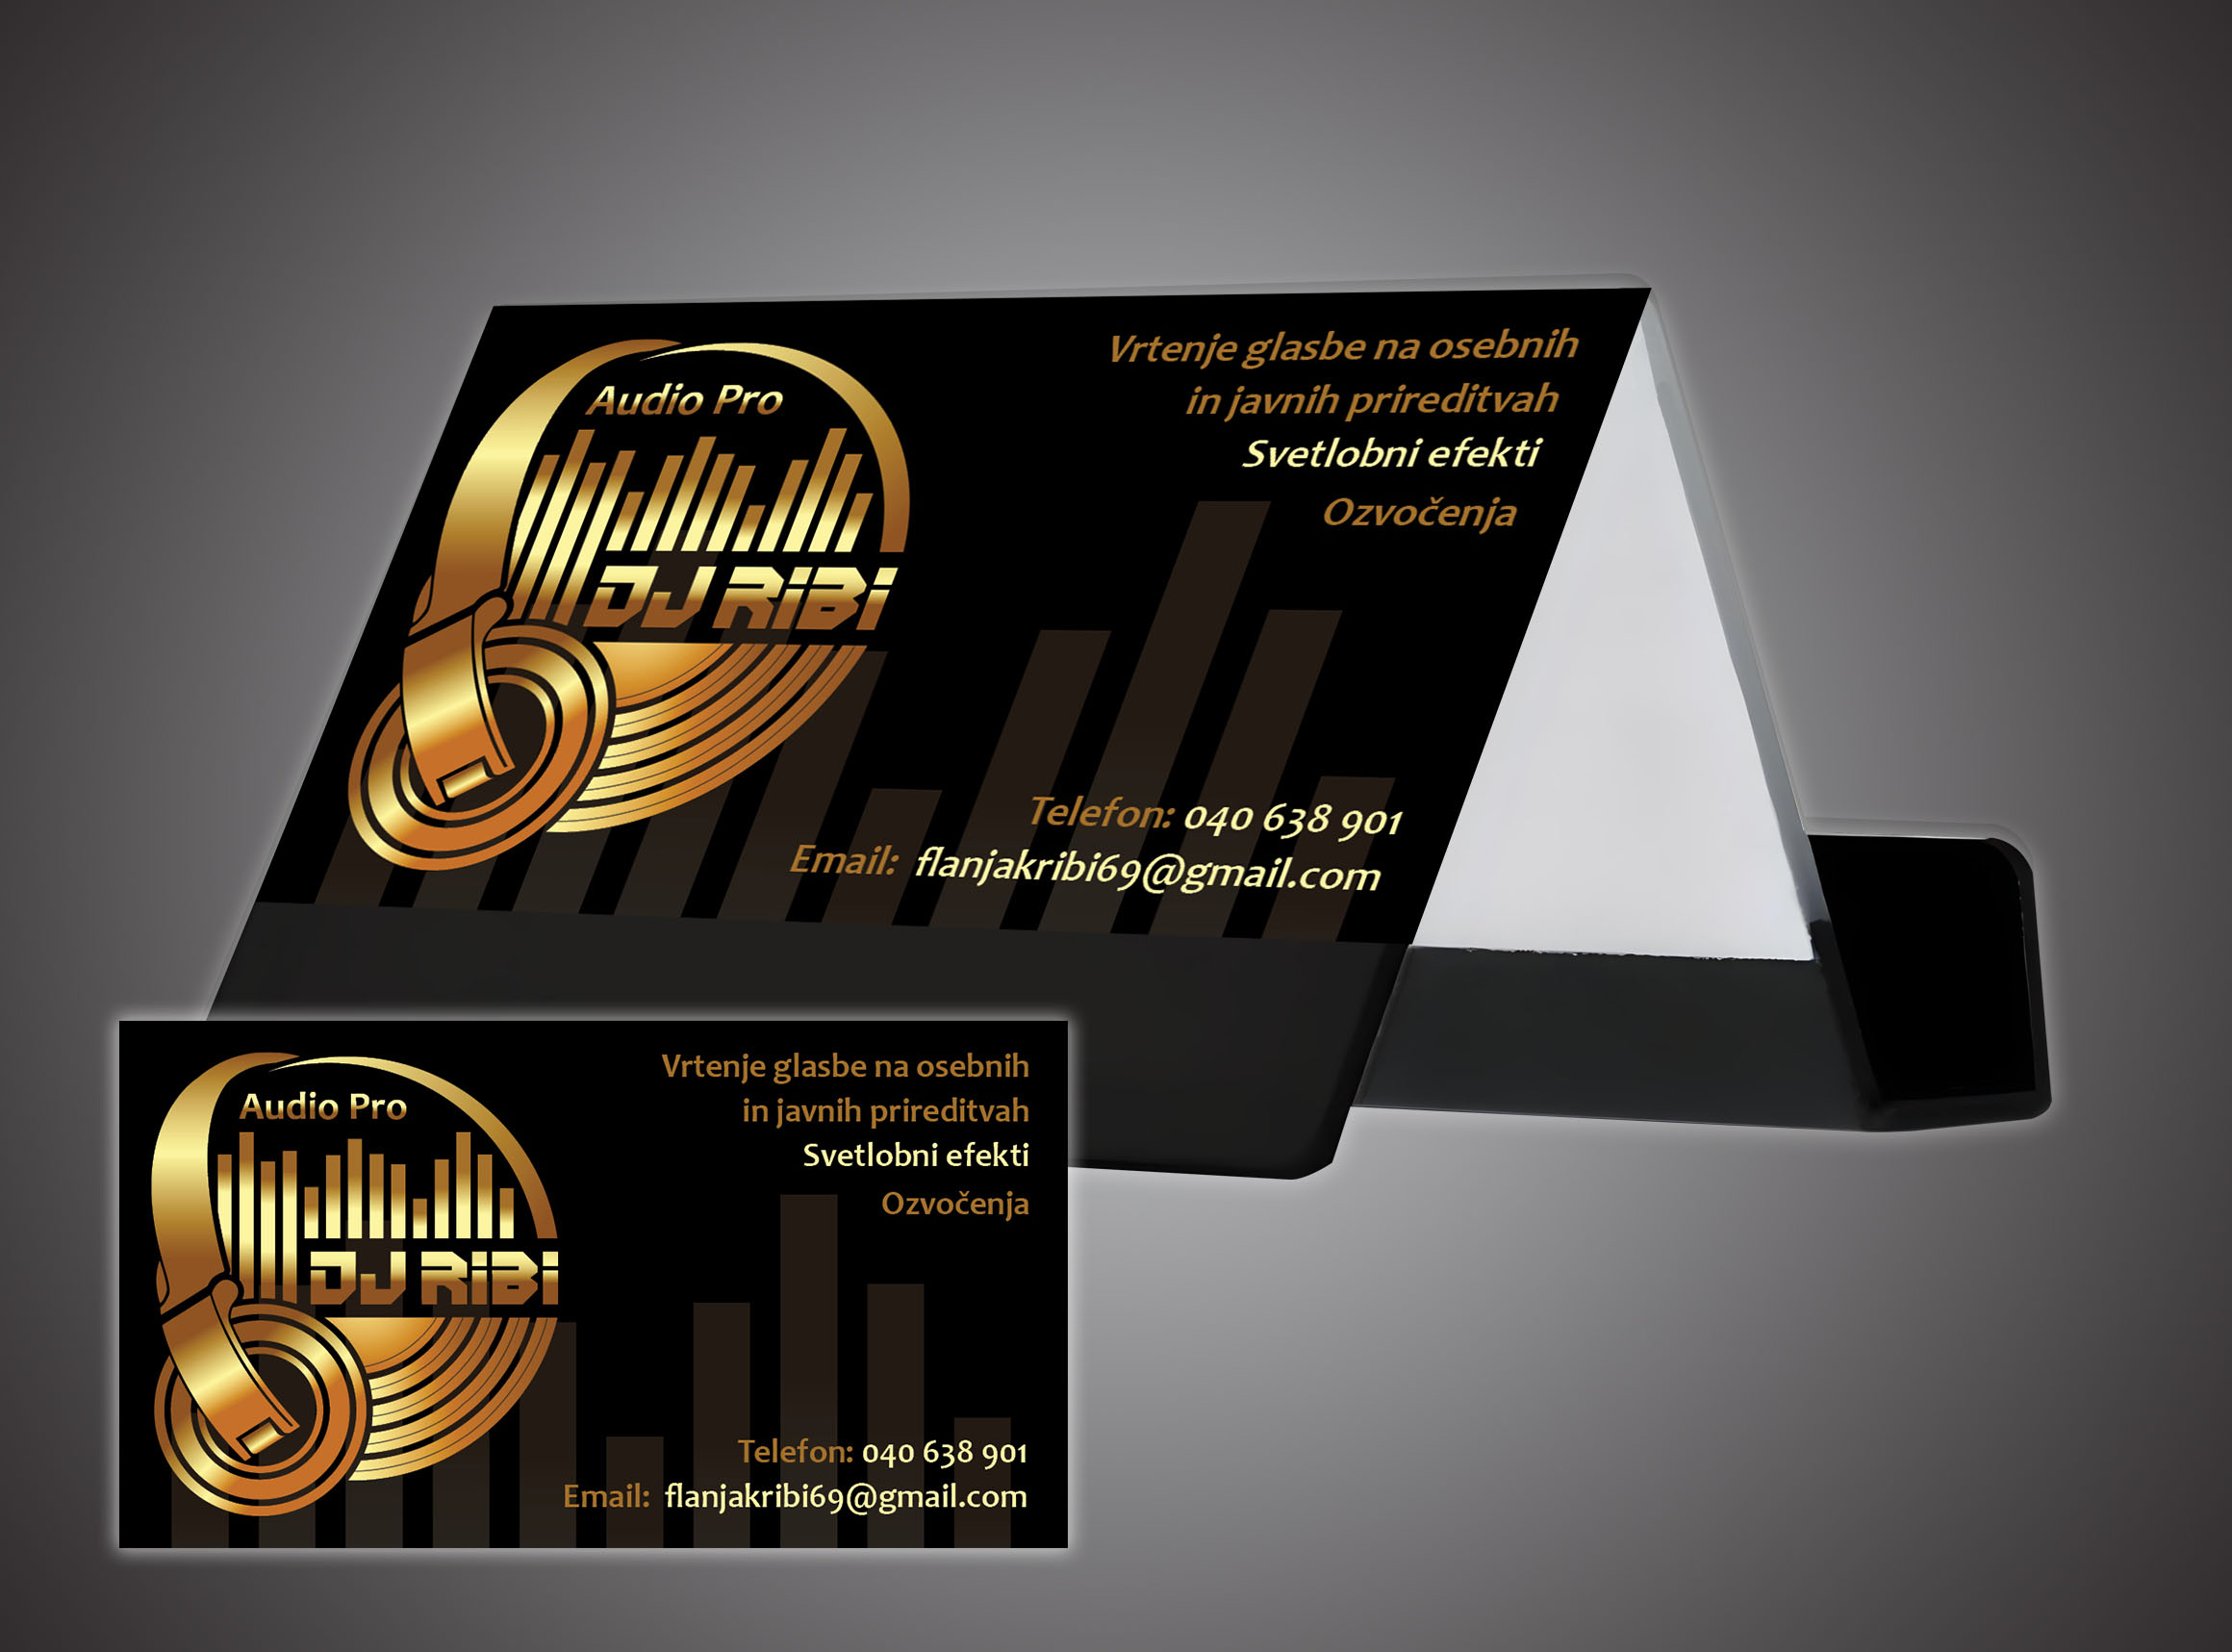 Audio Pro
DJ RiBi
Vrtenje glasbe na osebnih
in javnih prireditvah
Svetlobni efekti
Ozvočenja
Telefon: 040 638 901
Email: flanjakribi69@gmail.com
Audio Pro
DJ RiBi
Vrtenje glasbe na osebnih
in javnih prireditvah
Svetlobni efekti
Ozvočenja
Telefon: 040 638 901
Email: flanjakribi69@gmail.com